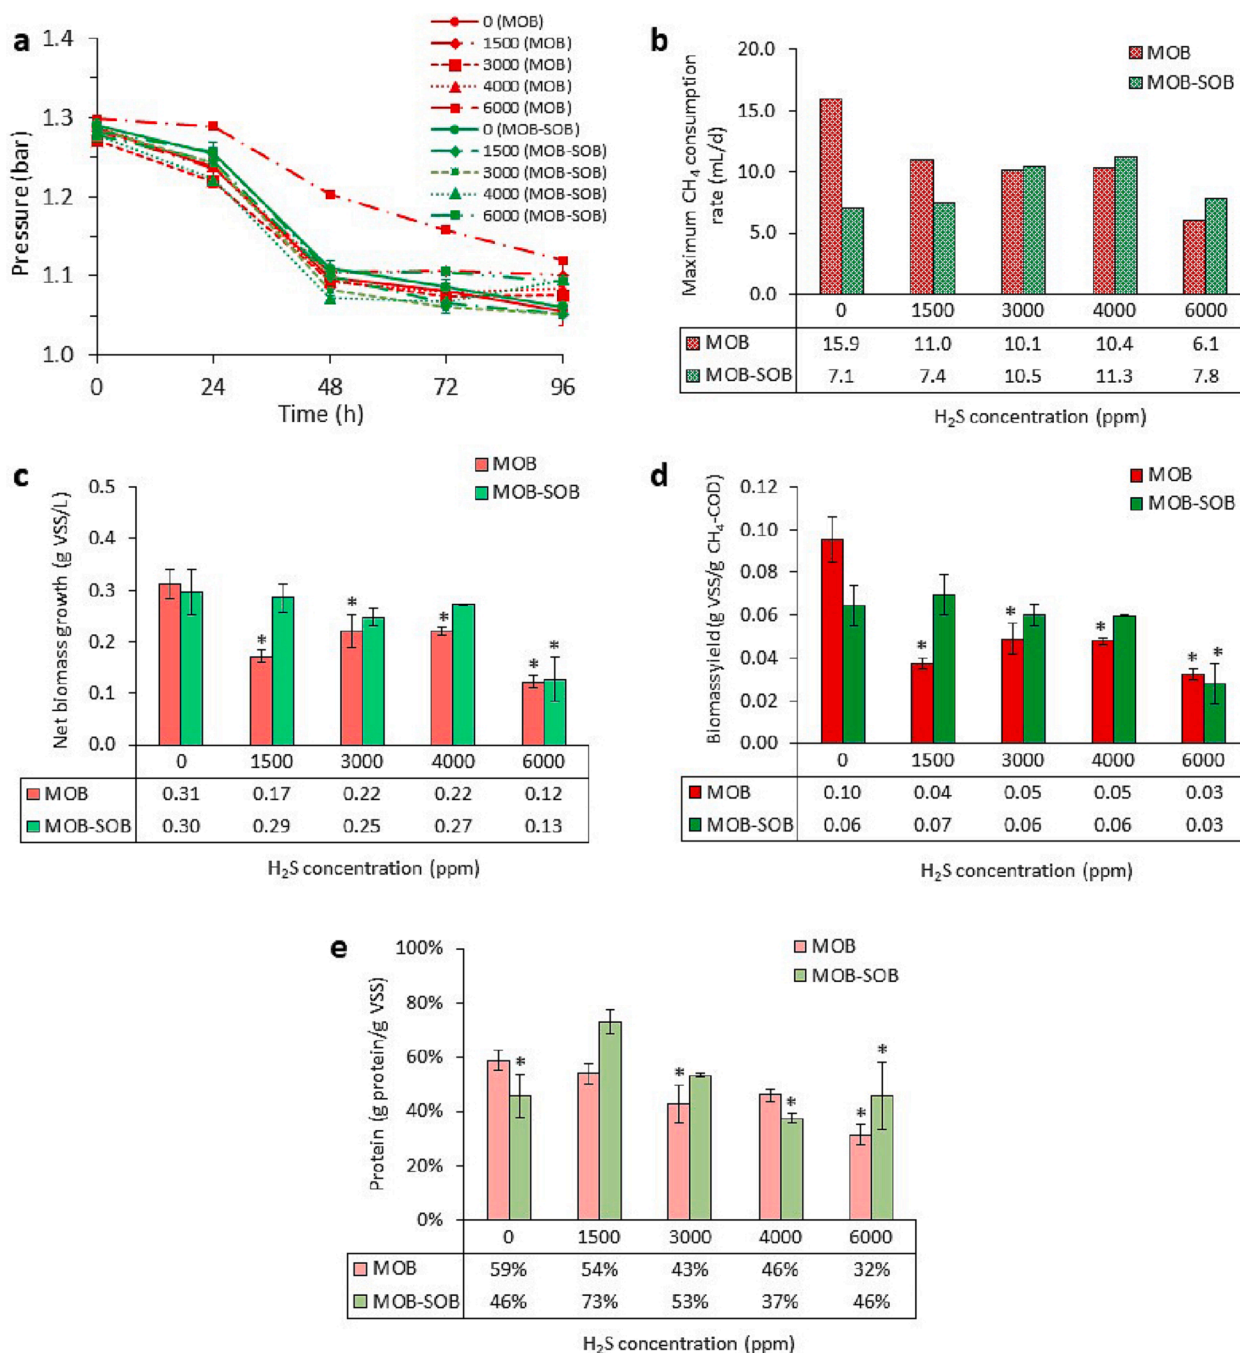 a
1.4
1.3
1.2
1.1
1.0
Pressure (bar)
0 24 48 72 96
Time (h)
0 (MOB)
1500 (MOB)
3000 (MOB)
4000 (MOB)
6000 (MOB)
0 (MOB-SOB)
1500 (MOB-SOB)
3000 (MOB-SOB)
4000 (MOB-SOB)
6000 (MOB-SOB)
b
MOB
MOB-SOB
Maximum CH₄ consumption
rate (mL/d)
20.0
15.0
10.0
5.0
0.0
0 1500 3000 4000 6000
MOB 15.9 11.0 10.1 10.4 6.1
MOB-SOB 7.1 7.4 10.5 11.3 7.8
H₂S concentration (ppm)
c
MOB
MOB-SOB
Net biomass growth (g VSS/L)
0.5
0.4
0.3
0.2
0.1
0.0
* * * * *
0 1500 3000 4000 6000
MOB 0.31 0.17 0.22 0.22 0.12
MOB-SOB 0.30 0.29 0.25 0.27 0.13
H₂S concentration (ppm)
d
MOB
MOB-SOB
Biomass yield (g VSS/g CH₄-COD)
0.12
0.10
0.08
0.06
0.04
0.02
0.00
* * * * *
0 1500 3000 4000 6000
MOB 0.10 0.04 0.05 0.05 0.03
MOB-SOB 0.06 0.07 0.06 0.06 0.03
H₂S concentration (ppm)
e
MOB
MOB-SOB
Protein (g protein/g VSS)
100%
80%
60%
40%
20%
0%
* * * * *
0 1500 3000 4000 6000
MOB 59% 54% 43% 46% 32%
MOB-SOB 46% 73% 53% 37% 46%
H₂S concentration (ppm)